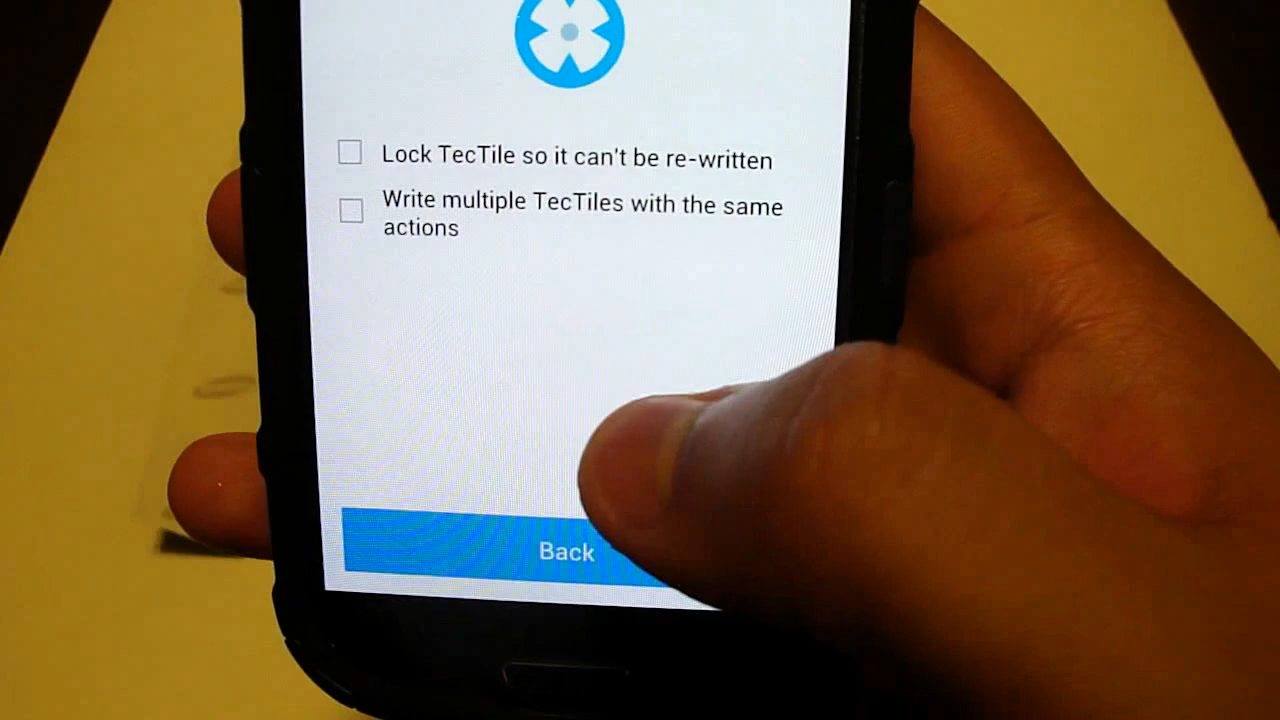 Lock TecTile so it can't be re-written
Write multiple TecTiles with the same
actions
Back